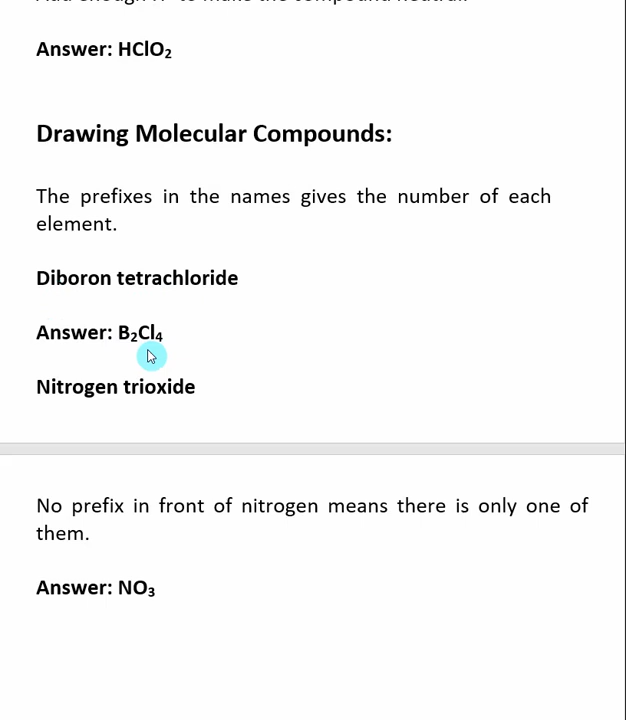 Answer: HClO₂
Drawing Molecular Compounds:
The prefixes in the names gives the number of each
element.
Diboron tetrachloride
Answer: B₂Cl₄
Nitrogen trioxide
No prefix in front of nitrogen means there is only one of
them.
Answer: NO₃